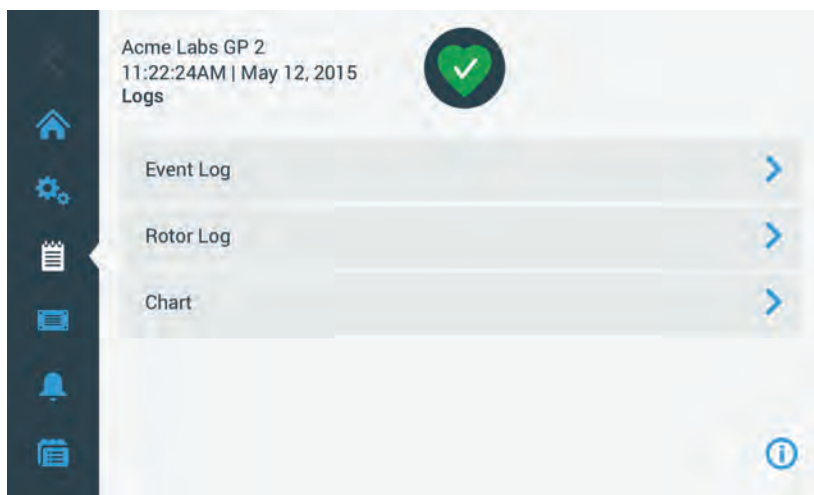 Acme Labs GP 2
11:22:24AM | May 12, 2015
Logs
Event Log
Rotor Log
Chart